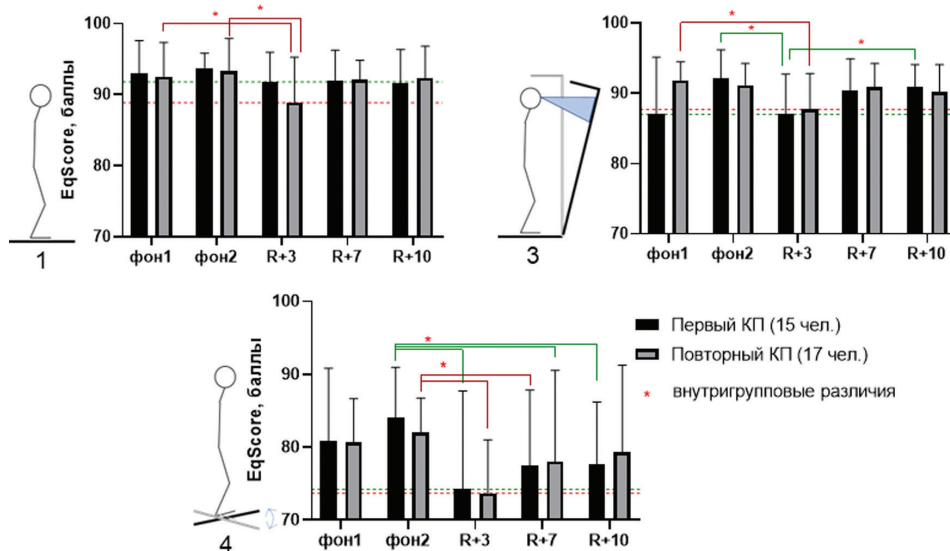 EqScore, баллы
100
90
80
70
* *
фон1 фон2 R+3 R+7 R+10
1
100
90
80
70
*
* *
фон1 фон2 R+3 R+7 R+10
3
EqScore, баллы
100
90
80
70
*
*
фон1 фон2 R+3 R+7 R+10
4
Первый КП (15 чел.)
Повторный КП (17 чел.)
* внутригрупповые различия